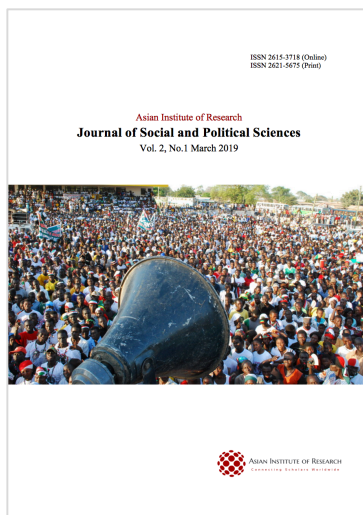 ISSN 2615-3718 (Online)
ISSN 2621-5675 (Print)
Asian Institute of Research
Journal of Social and Political Sciences
Vol. 2, No.1 March 2019
ASIAN INSTITUTE OF RESEARCH
Connecting Scholars Worldwide